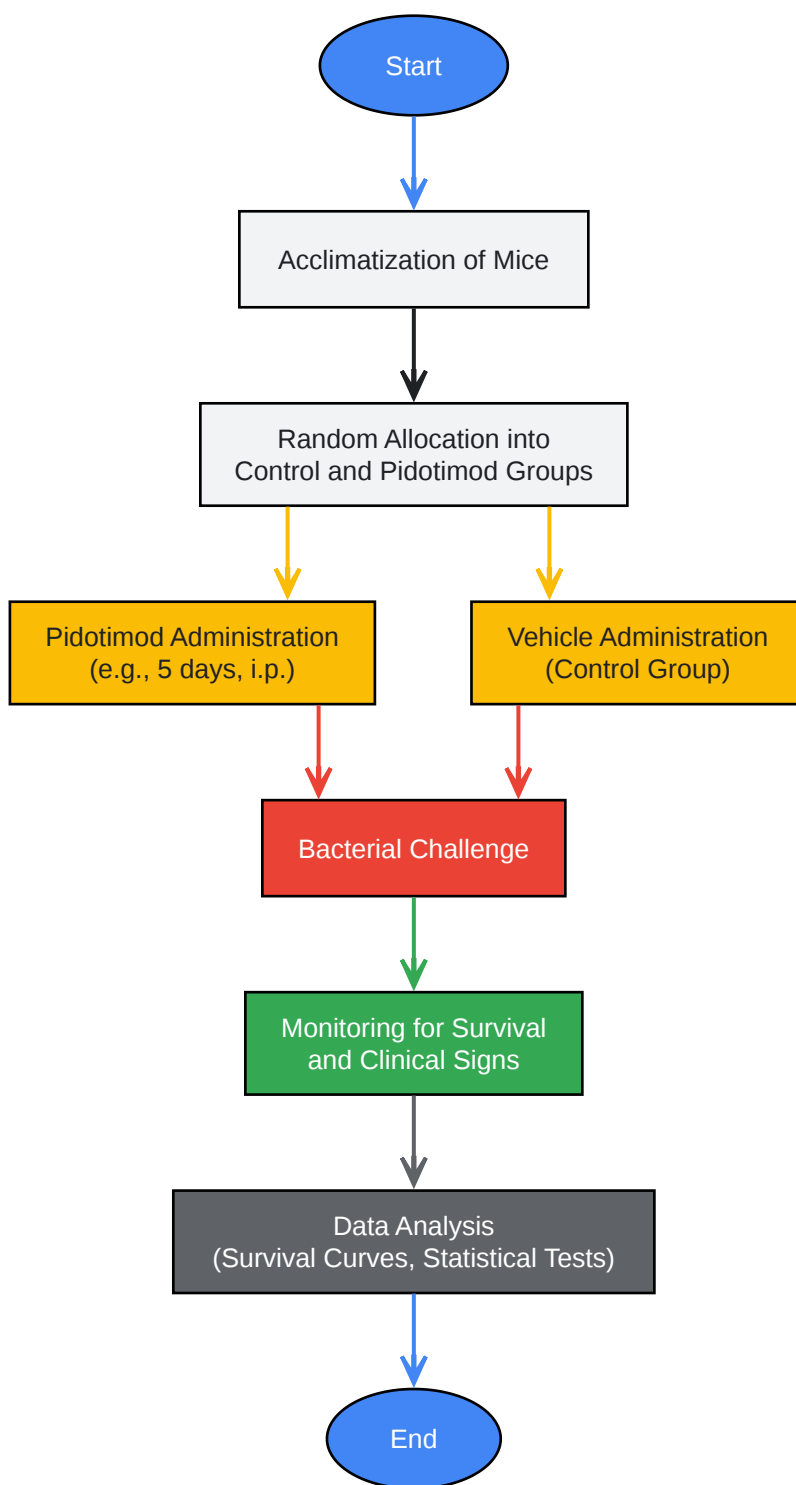 Start
Acclimatization of Mice
Random Allocation into
Control and Pidotimod Groups
Pidotimod Administration
(e.g., 5 days, i.p.)
Vehicle Administration
(Control Group)
Bacterial Challenge
Monitoring for Survival
and Clinical Signs
Data Analysis
(Survival Curves, Statistical Tests)
End